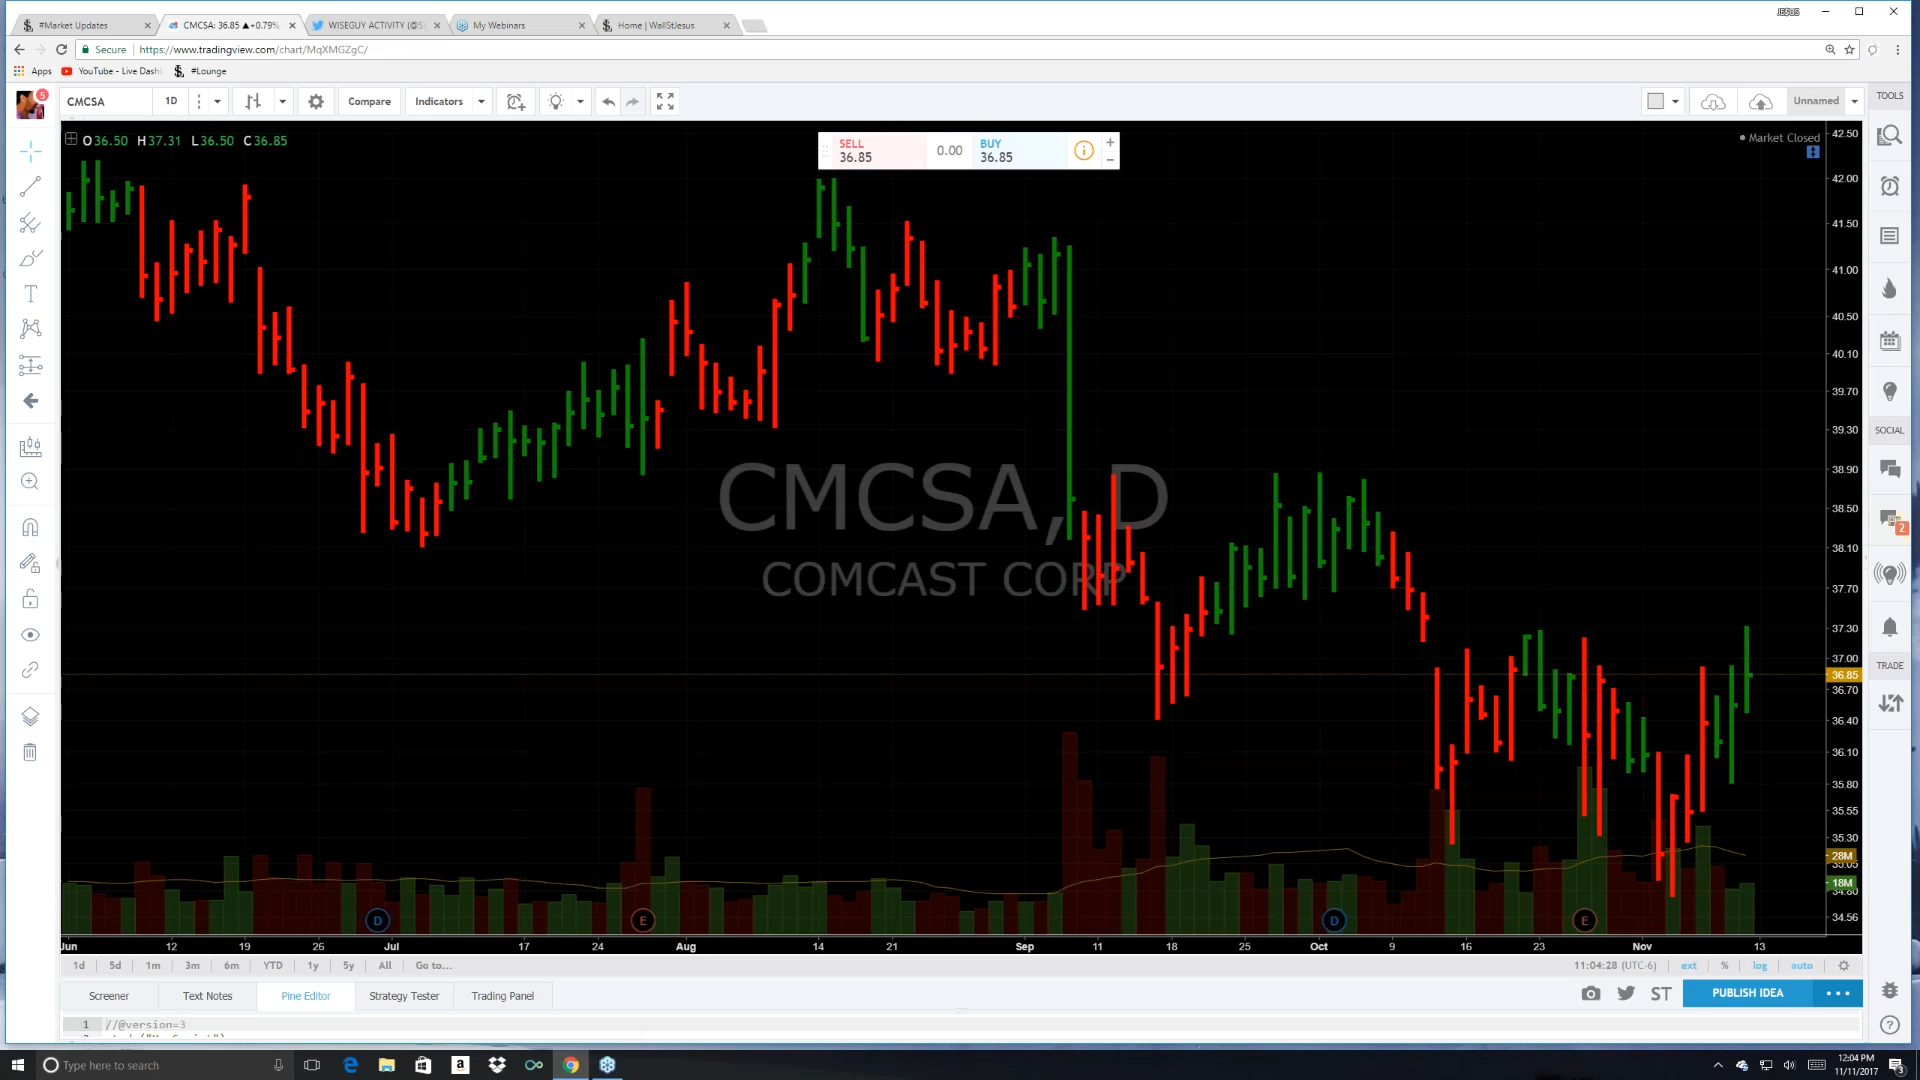 JESUS
#Market Updates
CMCSA: 36.85 ▲+0.79%
WISEGUY ACTIVITY (@S
My Webinars
Home | WallStJesus
Secure https://www.tradingview.com/chart/MqXMGZgC/
Apps YouTube - Live Dash #Lounge
5
CMCSA 1D Compare Indicators Unnamed TOOLS
O36.50 H37.31 L36.50 C36.85
SELL 36.85 0.00 BUY 36.85
Market Closed
42.50
42.00
41.50
41.00
40.50
40.10
39.70
39.30
38.90
38.50
38.10
37.70
37.30
37.00
36.85
36.70
36.40
36.10
35.80
35.55
35.30
28M
35.05
18M
34.80
34.56
CMCSA, D
COMCAST CORP
SOCIAL
2
TRADE
D E D E
Jun 12 19 26 Jul 17 24 Aug 14 21 Sep 11 18 25 Oct 9 16 23 Nov 13
1d 5d 1m 3m 6m YTD 1y 5y All Go to... 11:04:28 (UTC-6) ext % log auto
Screener Text Notes Pine Editor Strategy Tester Trading Panel ST PUBLISH IDEA
1 //@version=3
Type here to search
12:04 PM
11/11/2017
3